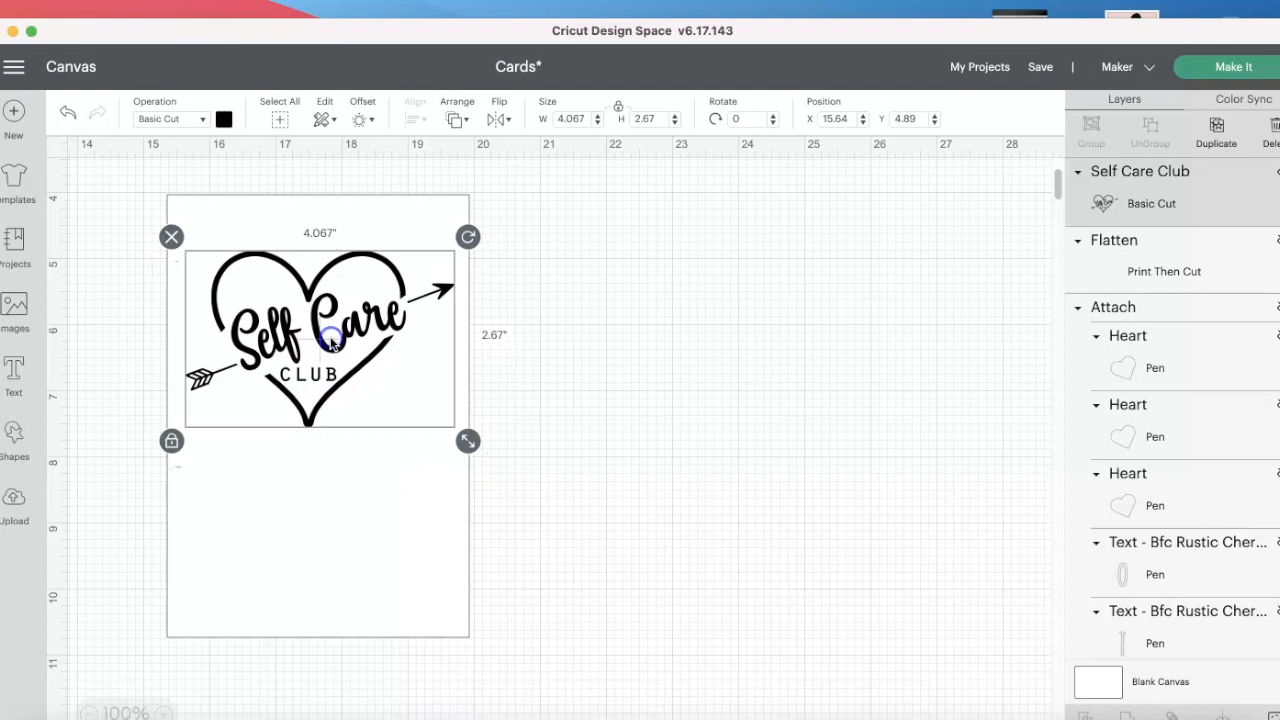 Cricut Design Space v6.17.143
Canvas
Cards*
My Projects
Save
|
Maker
Make It
New
Templates
Projects
Images
Text
Shapes
Upload
Operation
Basic Cut
Select All
Edit
Offset
Align
Arrange
Flip
Size
W 4.067
H 2.67
Rotate
0
Position
X 15.64
Y 4.89
Layers
Color Sync
Group
UnGroup
Duplicate
Dele
14 15 16 17 18 19 20 21 22 23 24 25 26 27 28
4
5
6
7
8
9
10
11
4.067"
2.67"
Self Care
CLUB
100%
Self Care Club
Basic Cut
Flatten
Print Then Cut
Attach
Heart
Pen
Heart
Pen
Heart
Pen
Text - Bfc Rustic Cher...
Pen
Text - Bfc Rustic Cher...
Pen
Blank Canvas